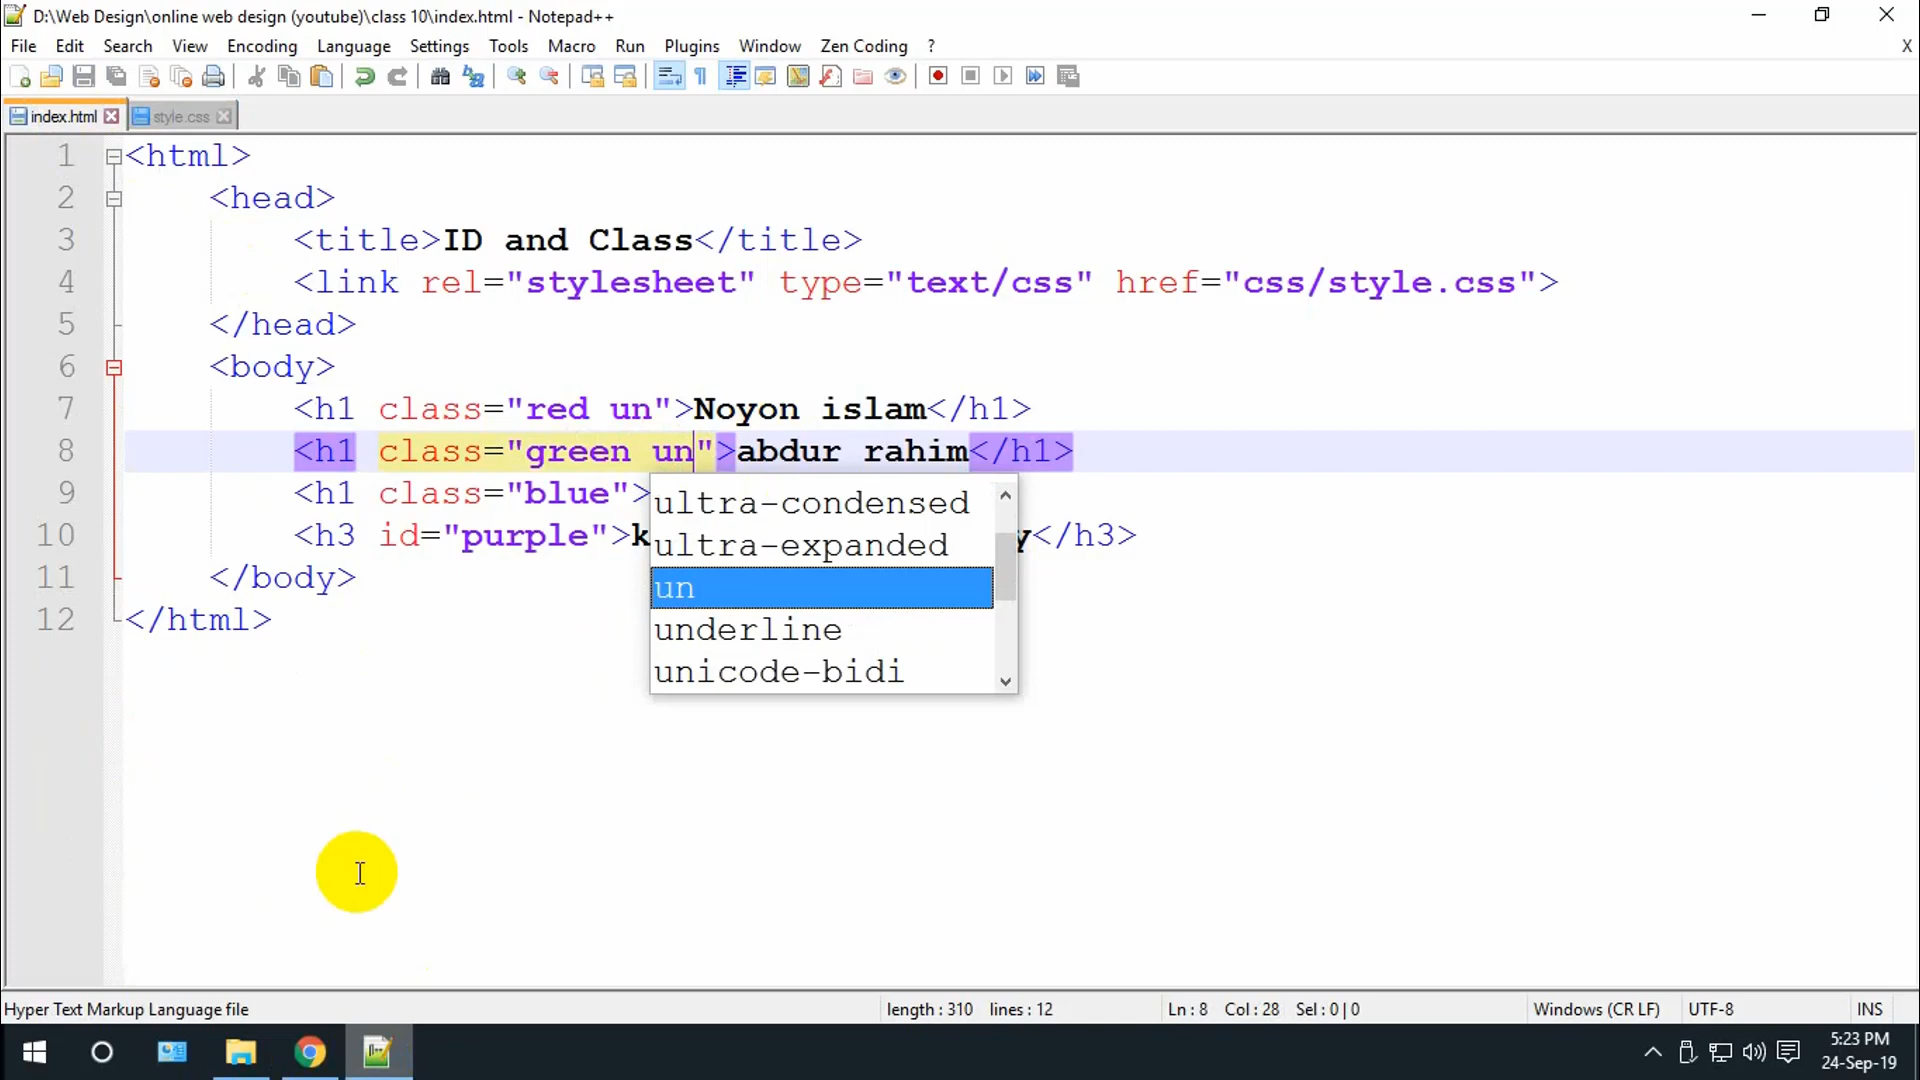 D:\Web Design\online web design (youtube)\class 10\index.html - Notepad++
File Edit Search View Encoding Language Settings Tools Macro Run Plugins Window Zen Coding ? X
index.html style.css
1 <html>
2 <head>
3 <title>ID and Class</title>
4 <link rel="stylesheet" type="text/css" href="css/style.css">
5 </head>
6 <body>
7 <h1 class="red un">Noyon islam</h1>
8 <h1 class="green un">abdur rahim</h1>
9 <h1 class="blue">
10 <h3 id="purple">k y</h3>
11 </body>
12 </html>
ultra-condensed
ultra-expanded
un
underline
unicode-bidi
Hyper Text Markup Language file length : 310 lines : 12 Ln : 8 Col : 28 Sel : 0 | 0 Windows (CR LF) UTF-8 INS
5:23 PM
24-Sep-19